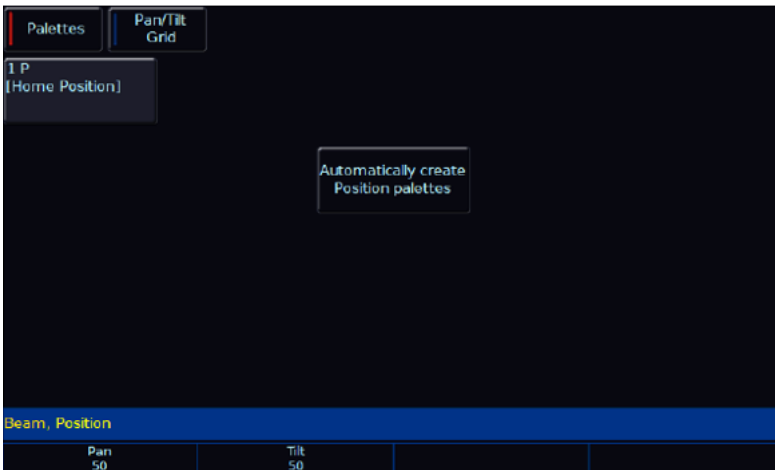 Palettes
Pan/Tilt
Grid
1 P
[Home Position]
Automatically create
Position palettes
Beam, Position
Pan
50
Tilt
50